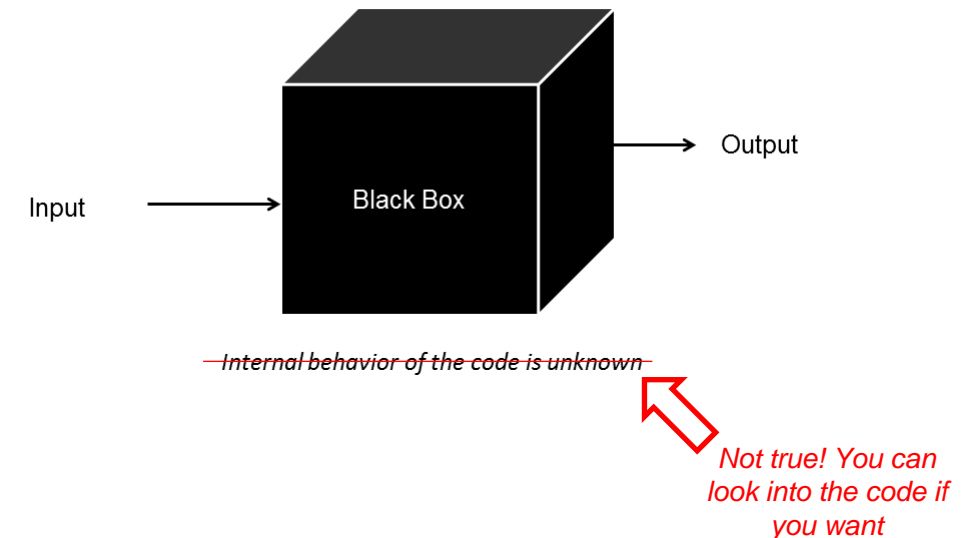 Output
Black Box
Input
Internal behavior of the code is unknown
Not true! You can
look into the code if
you want